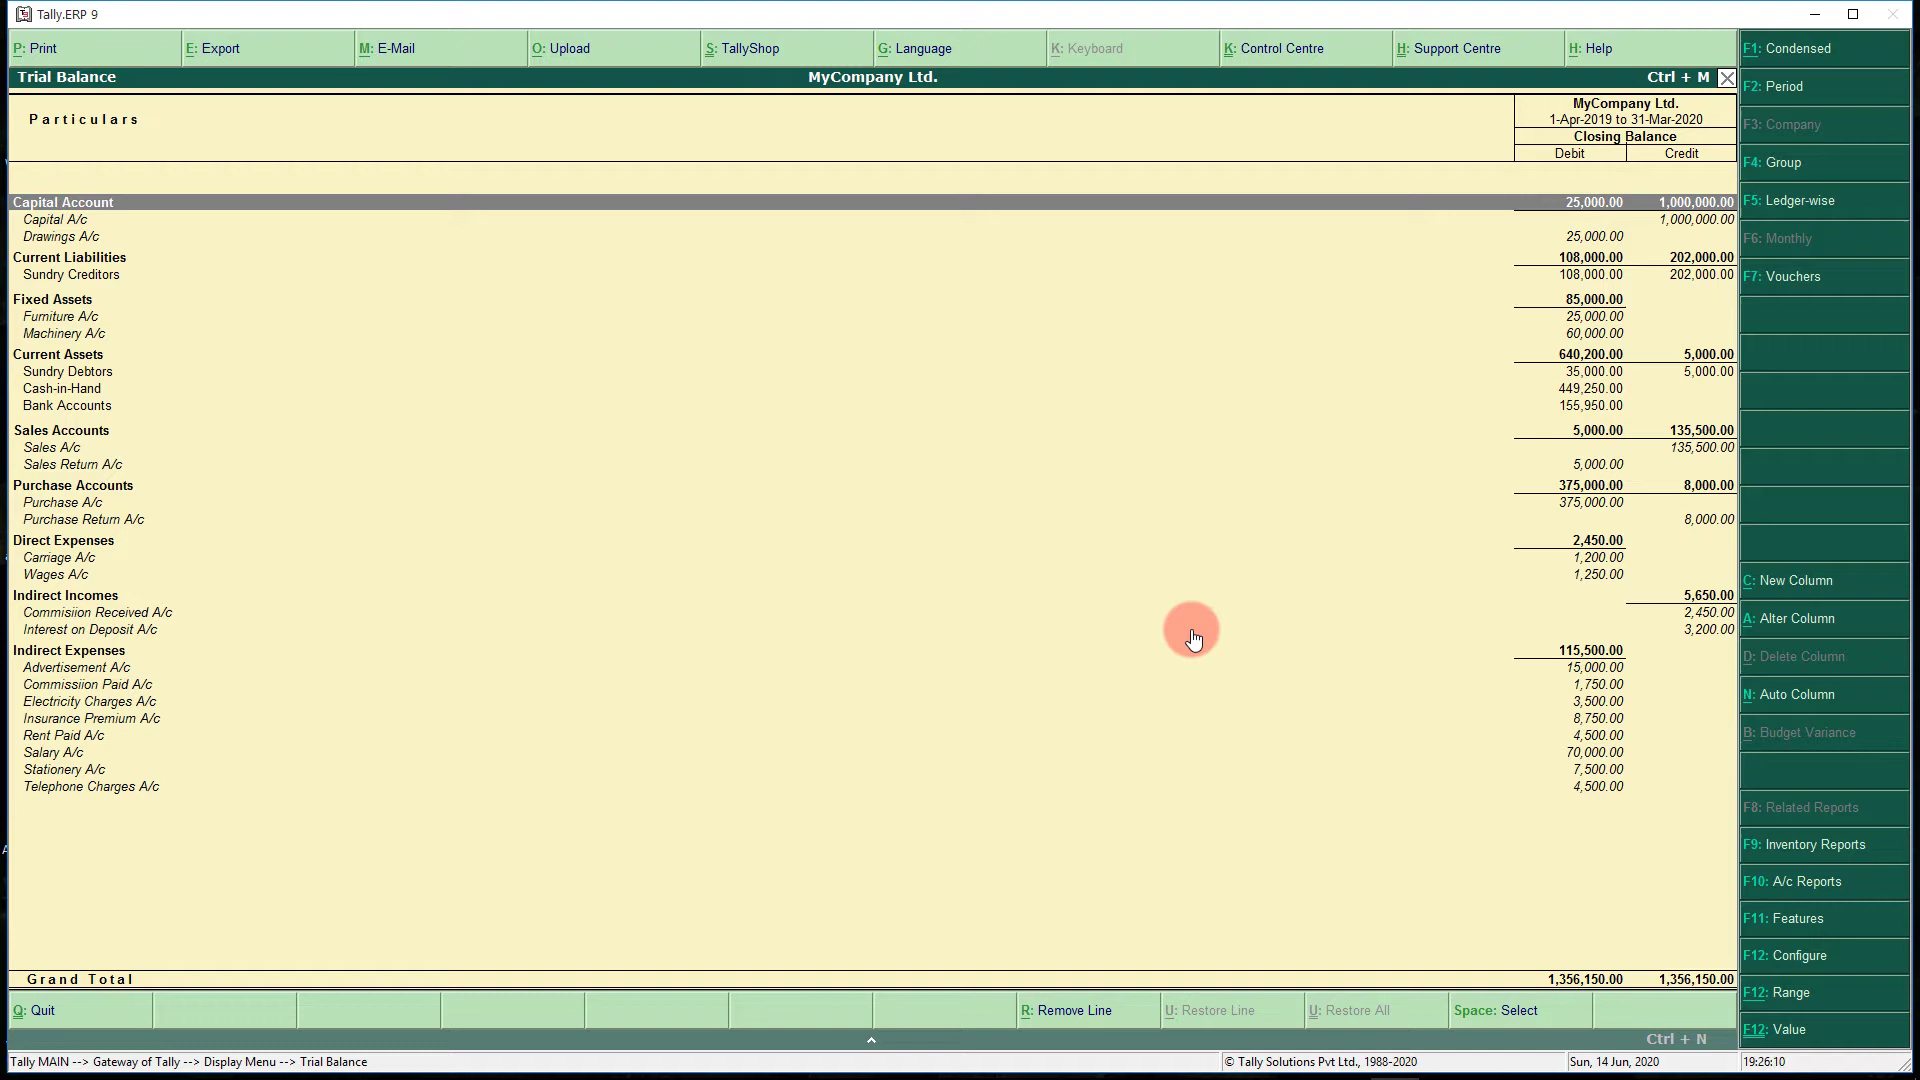 Tally.ERP 9
P: Print E: Export M: E-Mail O: Upload S: TallyShop G: Language K: Keyboard K: Control Centre H: Support Centre H: Help
Trial Balance MyCompany Ltd. Ctrl + M
Particulars
MyCompany Ltd.
1-Apr-2019 to 31-Mar-2020
Closing Balance
Debit Credit
Capital Account 25,000.00 1,000,000.00
Capital A/c 1,000,000.00
Drawings A/c 25,000.00
Current Liabilities 108,000.00 202,000.00
Sundry Creditors 108,000.00 202,000.00
Fixed Assets 85,000.00
Furniture A/c 25,000.00
Machinery A/c 60,000.00
Current Assets 640,200.00 5,000.00
Sundry Debtors 35,000.00 5,000.00
Cash-in-Hand 449,250.00
Bank Accounts 155,950.00
Sales Accounts 5,000.00 135,500.00
Sales A/c 135,500.00
Sales Return A/c 5,000.00
Purchase Accounts 375,000.00 8,000.00
Purchase A/c 375,000.00
Purchase Return A/c 8,000.00
Direct Expenses 2,450.00
Carriage A/c 1,200.00
Wages A/c 1,250.00
Indirect Incomes 5,650.00
Commisiion Received A/c 2,450.00
Interest on Deposit A/c 3,200.00
Indirect Expenses 115,500.00
Advertisement A/c 15,000.00
Commissiion Paid A/c 1,750.00
Electricity Charges A/c 3,500.00
Insurance Premium A/c 8,750.00
Rent Paid A/c 4,500.00
Salary A/c 70,000.00
Stationery A/c 7,500.00
Telephone Charges A/c 4,500.00
Grand Total 1,356,150.00 1,356,150.00
Q: Quit R: Remove Line U: Restore Line U: Restore All Space: Select
Ctrl + N
Tally MAIN --> Gateway of Tally --> Display Menu --> Trial Balance © Tally Solutions Pvt Ltd., 1988-2020 Sun, 14 Jun, 2020 19:26:10
F1: Condensed
F2: Period
F3: Company
F4: Group
F5: Ledger-wise
F6: Monthly
F7: Vouchers
C: New Column
A: Alter Column
D: Delete Column
N: Auto Column
B: Budget Variance
F8: Related Reports
F9: Inventory Reports
F10: A/c Reports
F11: Features
F12: Configure
F12: Range
F12: Value